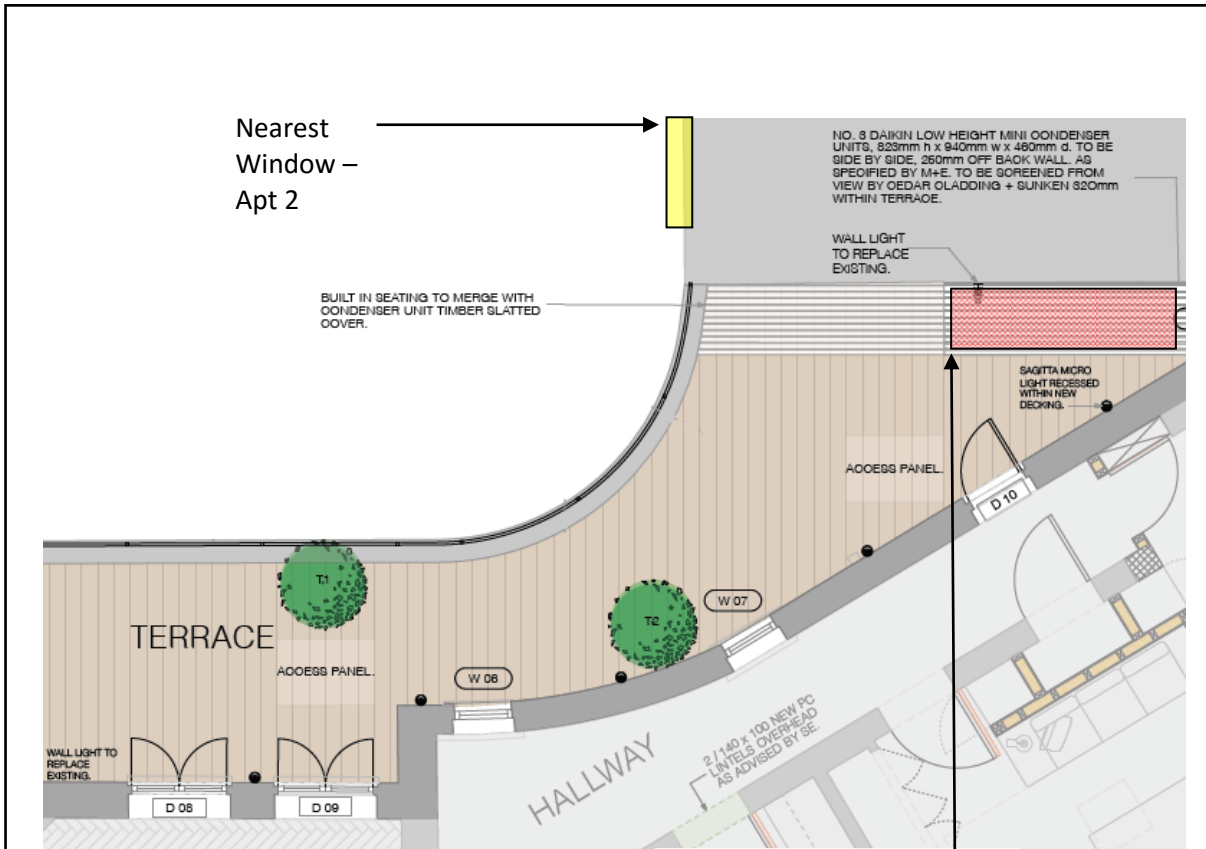 Nearest
Window –
Apt 2
NO. 3 DAIKIN LOW HEIGHT MINI CONDENSER
UNITS, 823mm h x 940mm w x 460mm d. TO BE
SIDE BY SIDE, 250mm OFF BACK WALL. AS
SPECIFIED BY M+E. TO BE SCREENED FROM
VIEW BY CEDAR CLADDING + SUNKEN 320mm
WITHIN TERRACE.
WALL LIGHT
TO REPLACE
EXISTING.
BUILT IN SEATING TO MERGE WITH
CONDENSER UNIT TIMBER SLATTED
COVER.
SAGITTA MICRO
LIGHT RECESSED
WITHIN NEW
DECKING.
ACCESS PANEL.
D 10
T1
T2
W 07
TERRACE
ACCESS PANEL.
W 06
WALL LIGHT TO
REPLACE
EXISTING.
D 08
D 09
HALLWAY
2 / 140 x 100 NEW PC
LINTELS OVERHEAD
AS ADVISED BY SE.